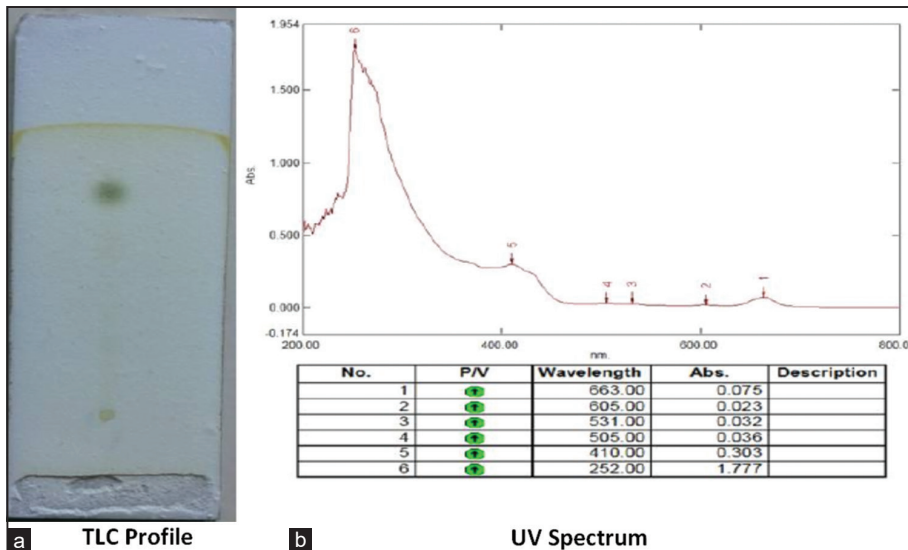 1.954
1.500
1.000
0.500
0.000
-0.174
Abs.
6
5
4
3
2
1
200.00 400.00 600.00 800.00
nm.
No. P/V Wavelength Abs. Description
1 663.00 0.075
2 605.00 0.023
3 531.00 0.032
4 505.00 0.036
5 410.00 0.303
6 252.00 1.777
a TLC Profile
b UV Spectrum